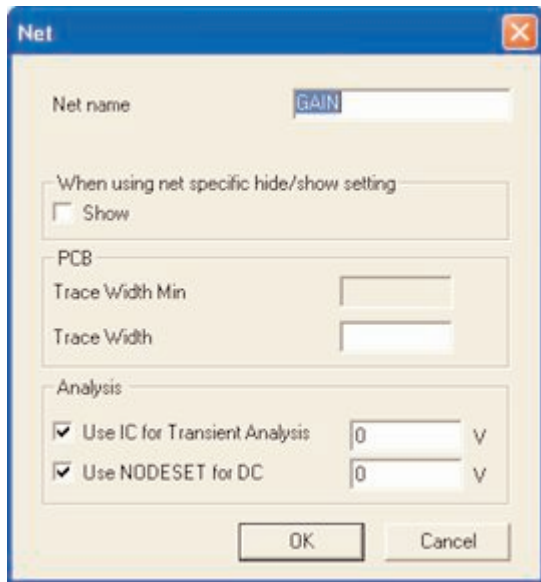 Net
Net name GAIN
When using net specific hide/show setting
Show
PCB
Trace Width Min
Trace Width
Analysis
Use IC for Transient Analysis 0 V
Use NODESET for DC 0 V
OK Cancel